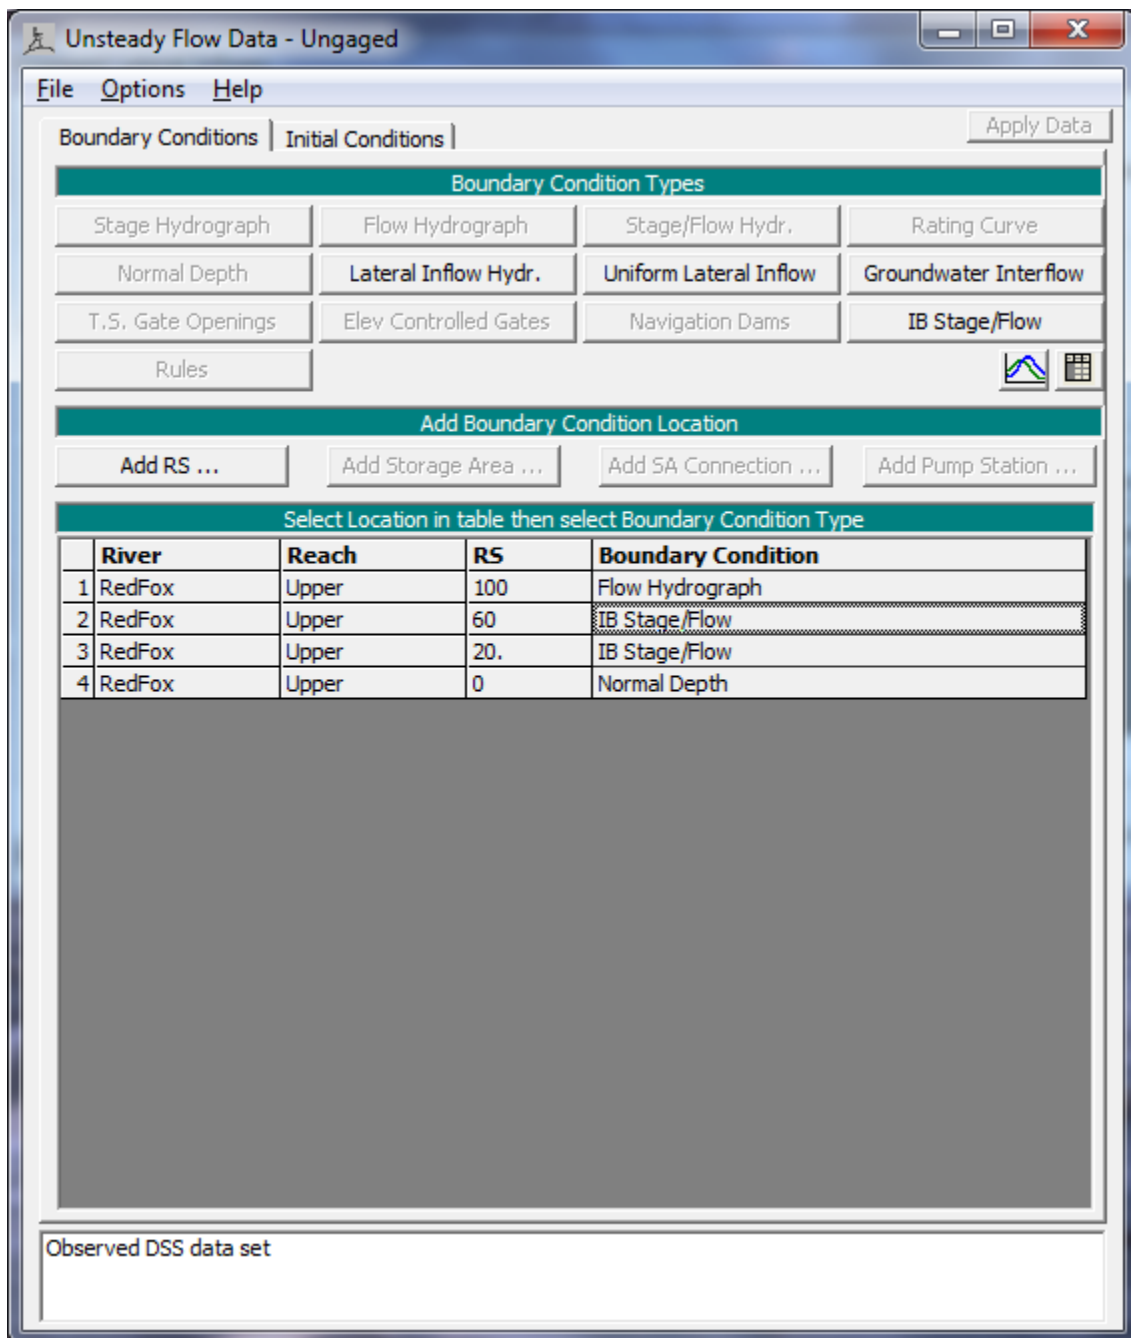 Unsteady Flow Data - Ungaged
File Options Help
Boundary Conditions Initial Conditions Apply Data
Boundary Condition Types
Stage Hydrograph Flow Hydrograph Stage/Flow Hydr. Rating Curve
Normal Depth Lateral Inflow Hydr. Uniform Lateral Inflow Groundwater Interflow
T.S. Gate Openings Elev Controlled Gates Navigation Dams IB Stage/Flow
Rules
Add Boundary Condition Location
Add RS ... Add Storage Area ... Add SA Connection ... Add Pump Station ...
Select Location in table then select Boundary Condition Type
River Reach RS Boundary Condition
1 RedFox Upper 100 Flow Hydrograph
2 RedFox Upper 60 IB Stage/Flow
3 RedFox Upper 20. IB Stage/Flow
4 RedFox Upper 0 Normal Depth
Observed DSS data set